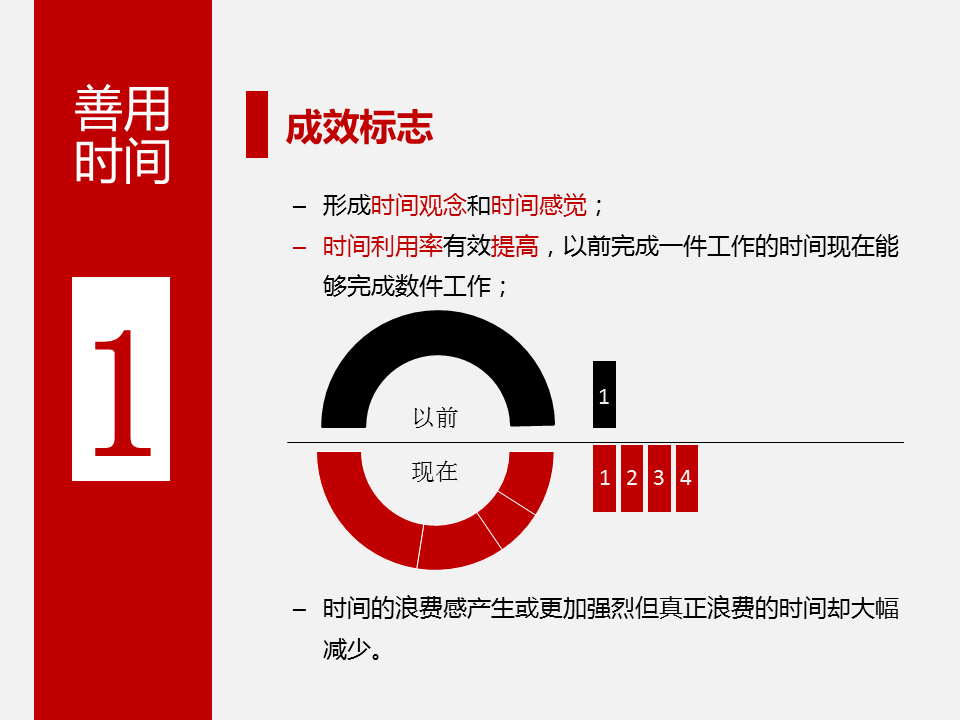 善用
时间
1
成效标志
– 形成时间观念和时间感觉；
– 时间利用率有效提高，以前完成一件工作的时间现在能
够完成数件工作；
以前
1
现在
1 2 3 4
– 时间的浪费感产生或更加强烈但真正浪费的时间却大幅
减少。